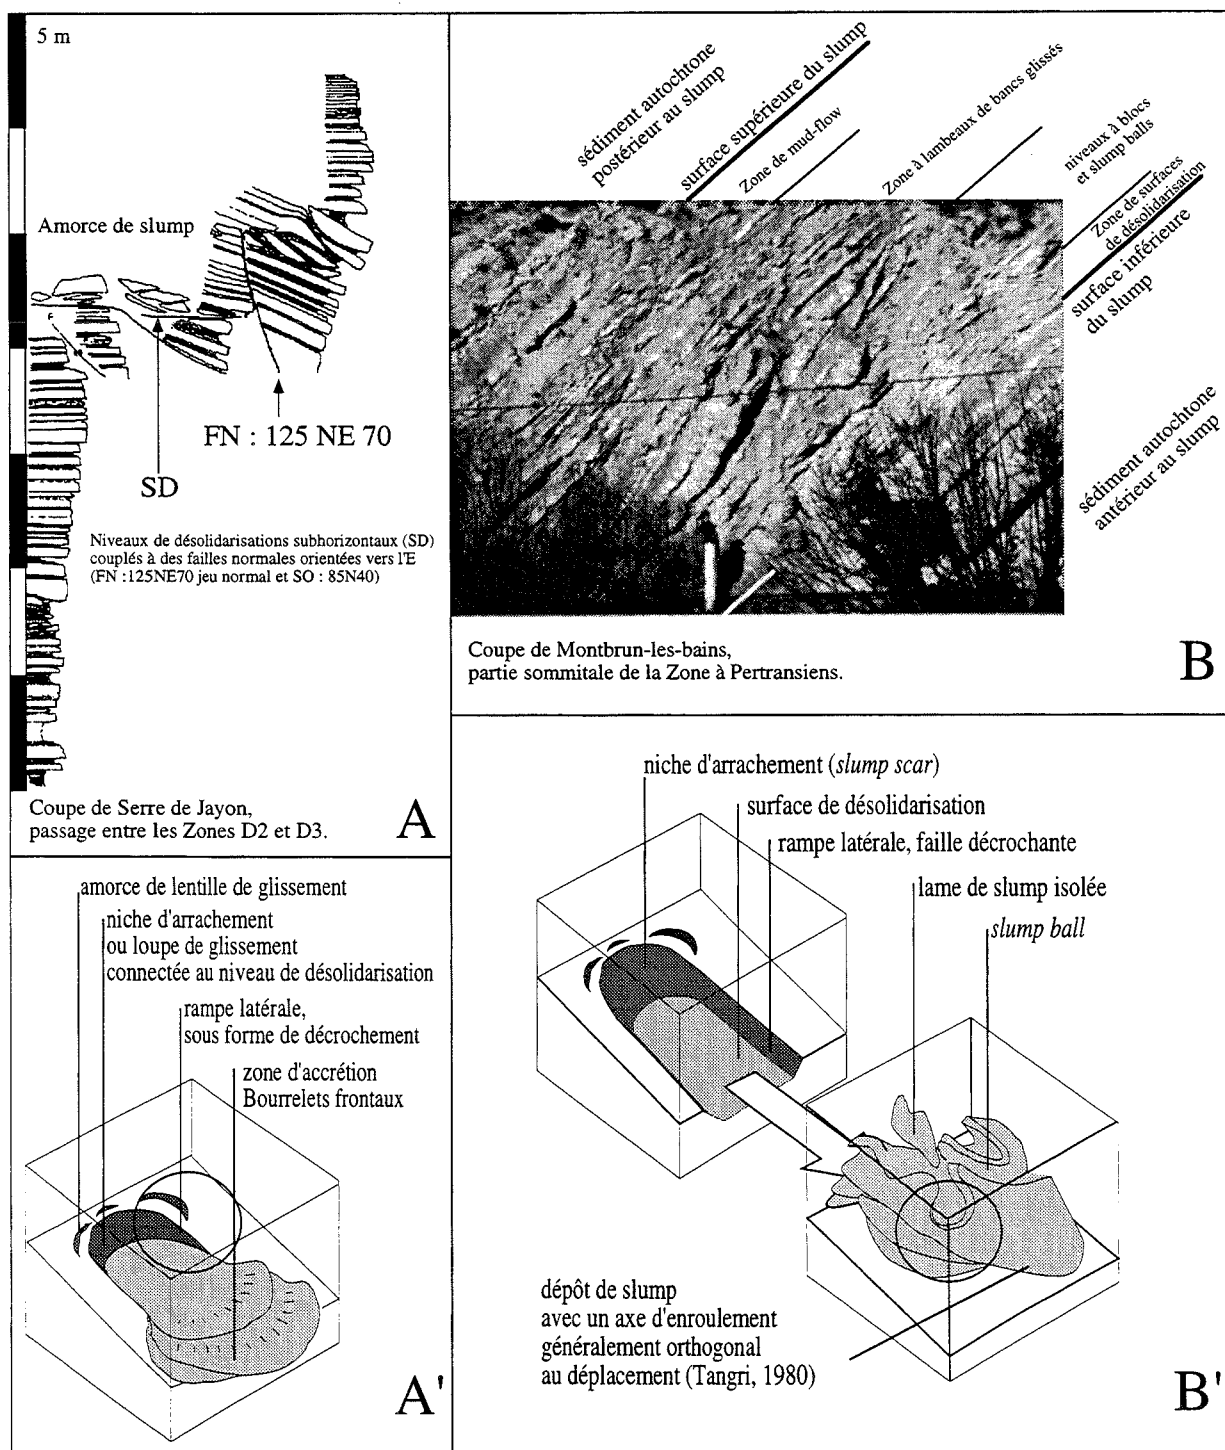 5 m
Amorce de slump
FN : 125 NE 70
SD
Niveaux de désolidarisations subhorizontaux (SD)
couplés à des failles normales orientées vers l'E
(FN :125NE70 jeu normal et SO : 85N40)
Coupe de Serre de Jayon,
passage entre les Zones D2 et D3.
A
sédiment autochtone
postérieur au slump
surface supérieure du slump
Zone de mud-flow
Zone à lambeaux de bancs glissés
niveaux à blocs
et slump balls
Zone de surfaces
de désolidarisation
surface inférieure
du slump
sédiment autochtone
antérieur au slump
Coupe de Montbrun-les-bains,
partie sommitale de la Zone à Pertransiens.
B
amorce de lentille de glissement
niche d'arrachement
ou loupe de glissement
connectée au niveau de désolidarisation
rampe latérale,
sous forme de décrochement
zone d'accrétion
Bourrelets frontaux
A'
niche d'arrachement (slump scar)
surface de désolidarisation
rampe latérale, faille décrochante
lame de slump isolée
slump ball
dépôt de slump
avec un axe d'enroulement
généralement orthogonal
au déplacement (Tangri, 1980)
B'